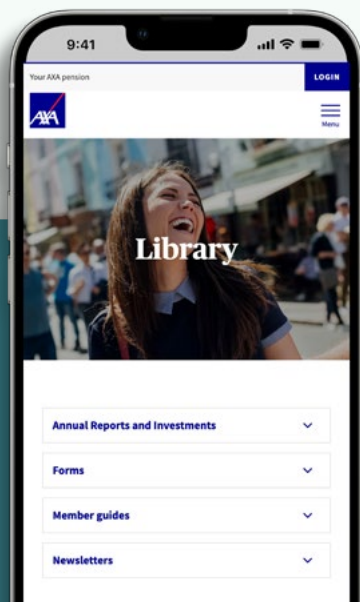 9:41
Your AXA pension
LOGIN
AXA
Menu
Library
Annual Reports and Investments
Forms
Member guides
Newsletters